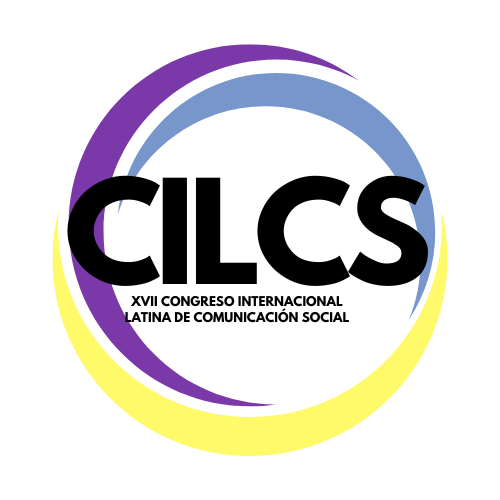 CILCS
XVII CONGRESO INTERNACIONAL
LATINA DE COMUNICACIÓN SOCIAL